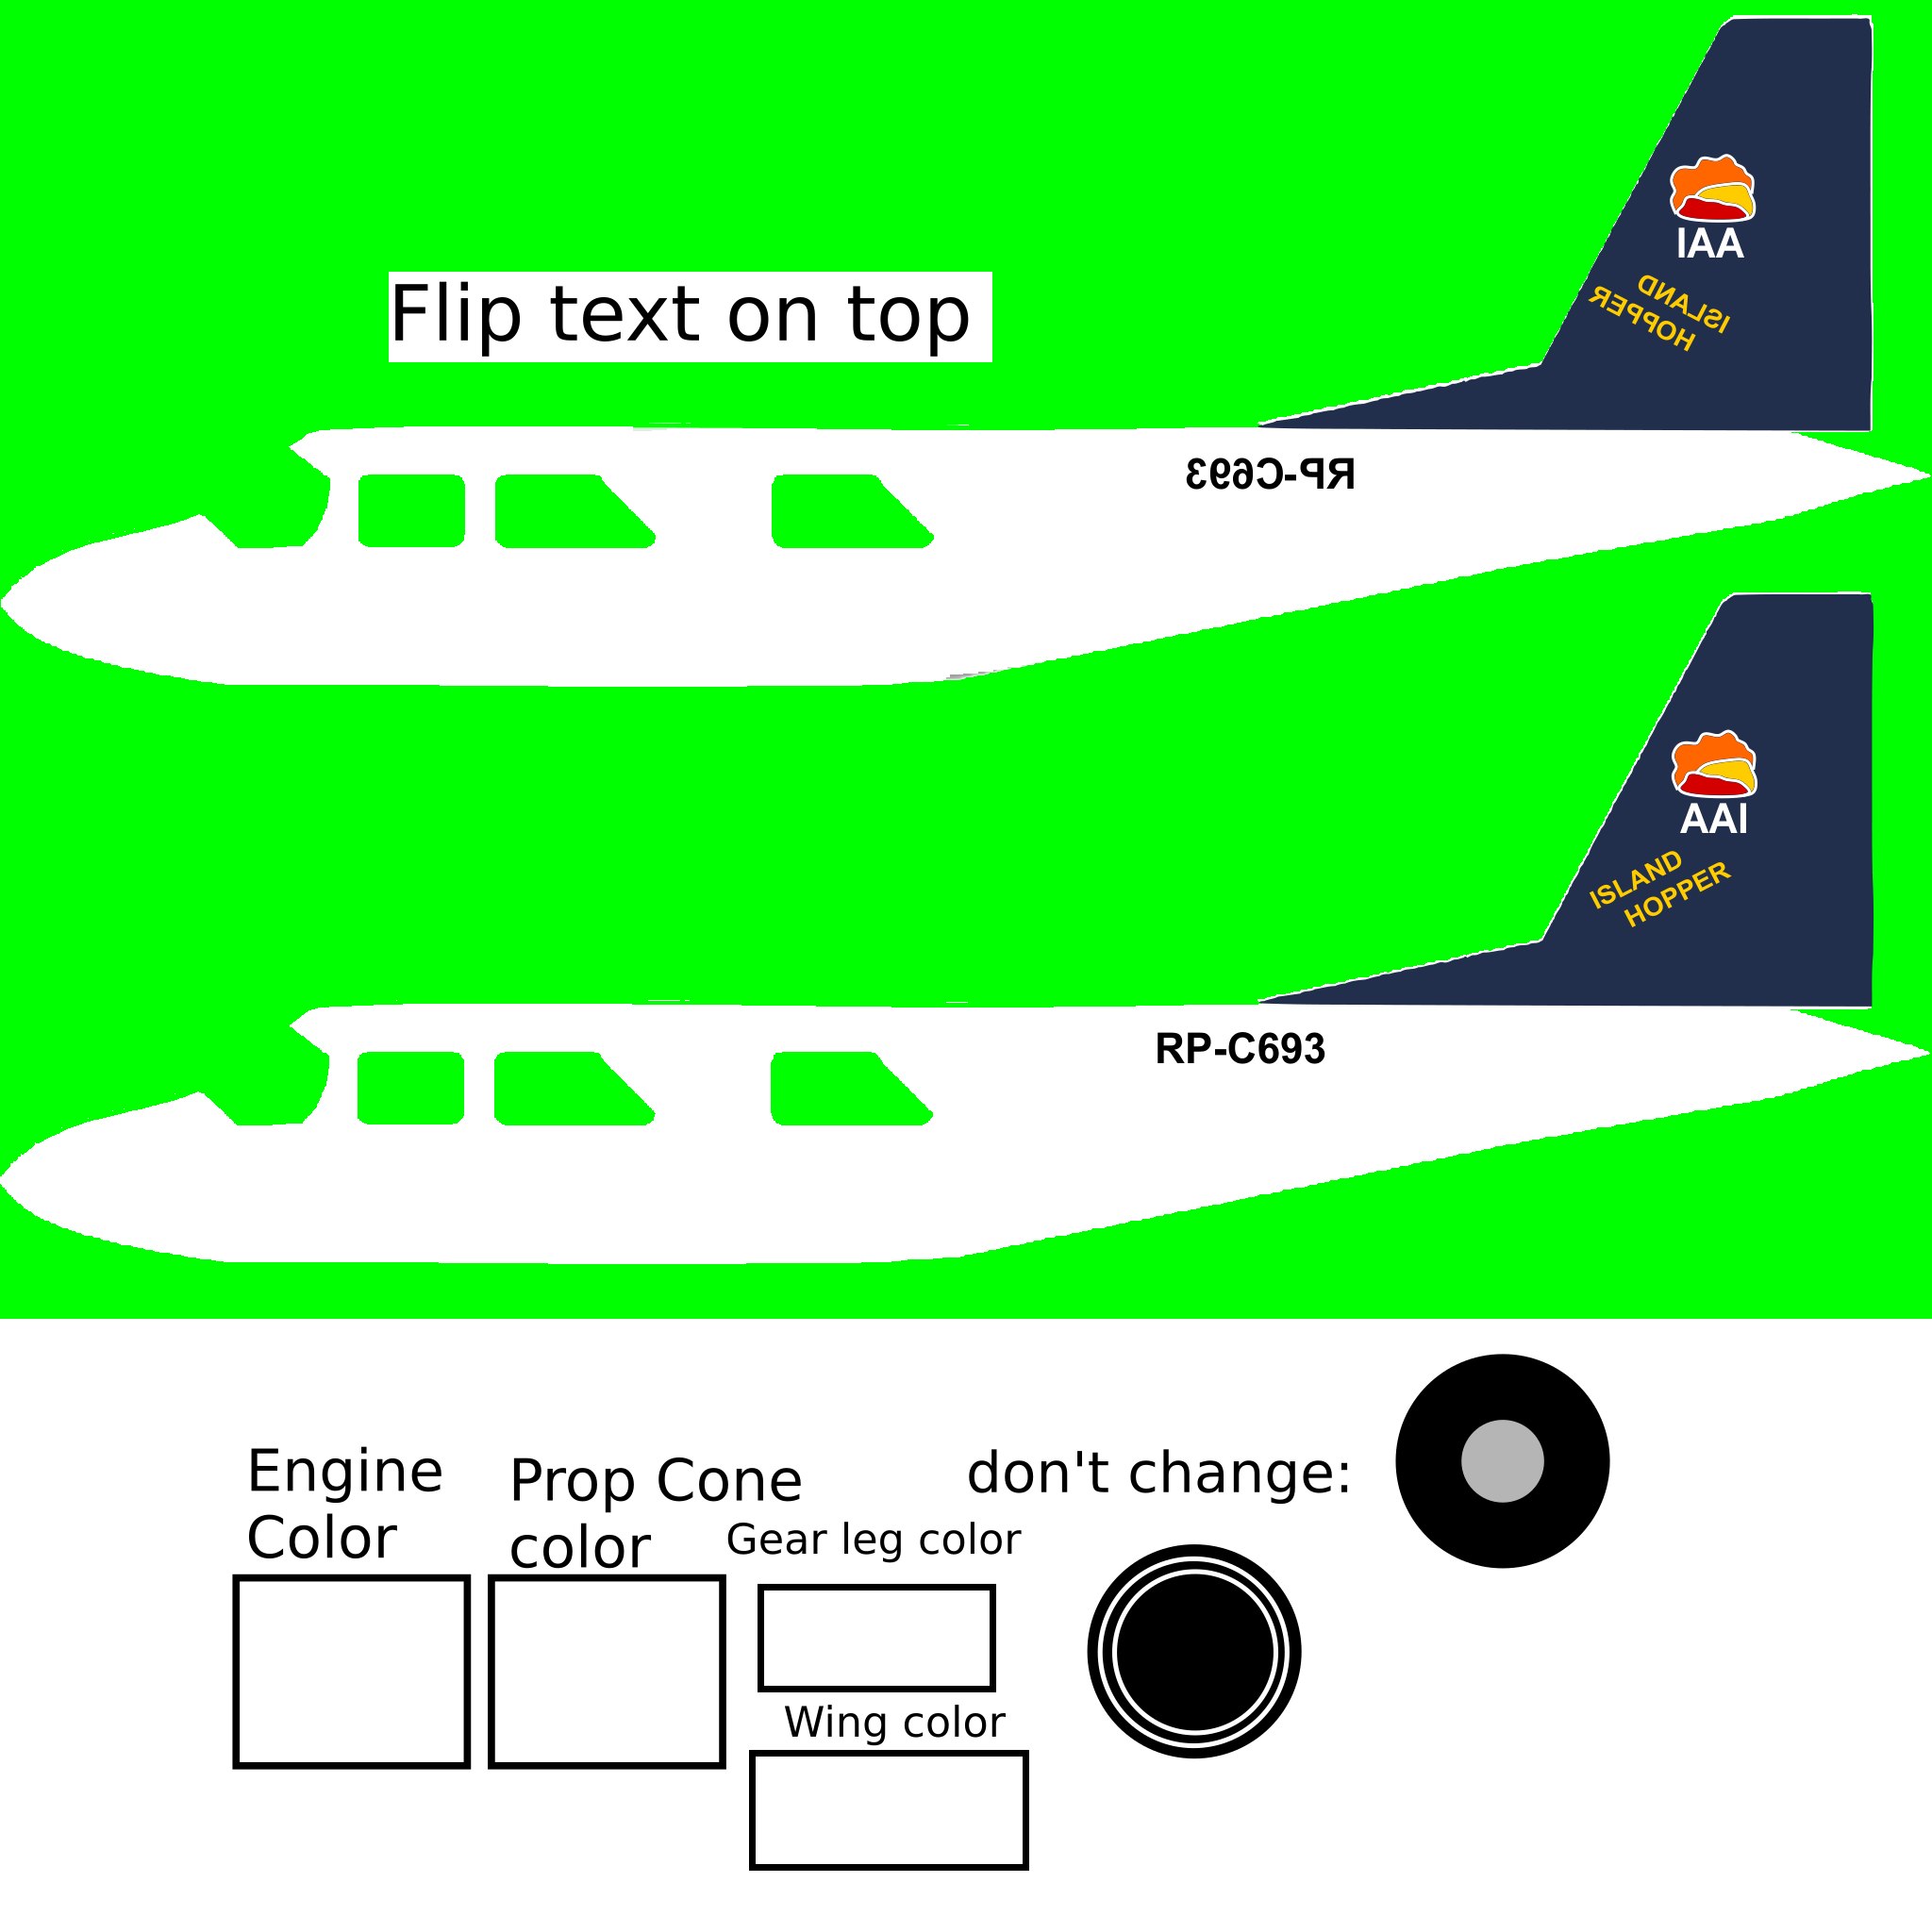 IAA
ISLAND
HOPPER
Flip text on top
RP-C693
AAI
ISLAND
HOPPER
RP-C693
Engine
Color
Prop Cone
color
don't change:
Gear leg color
Wing color